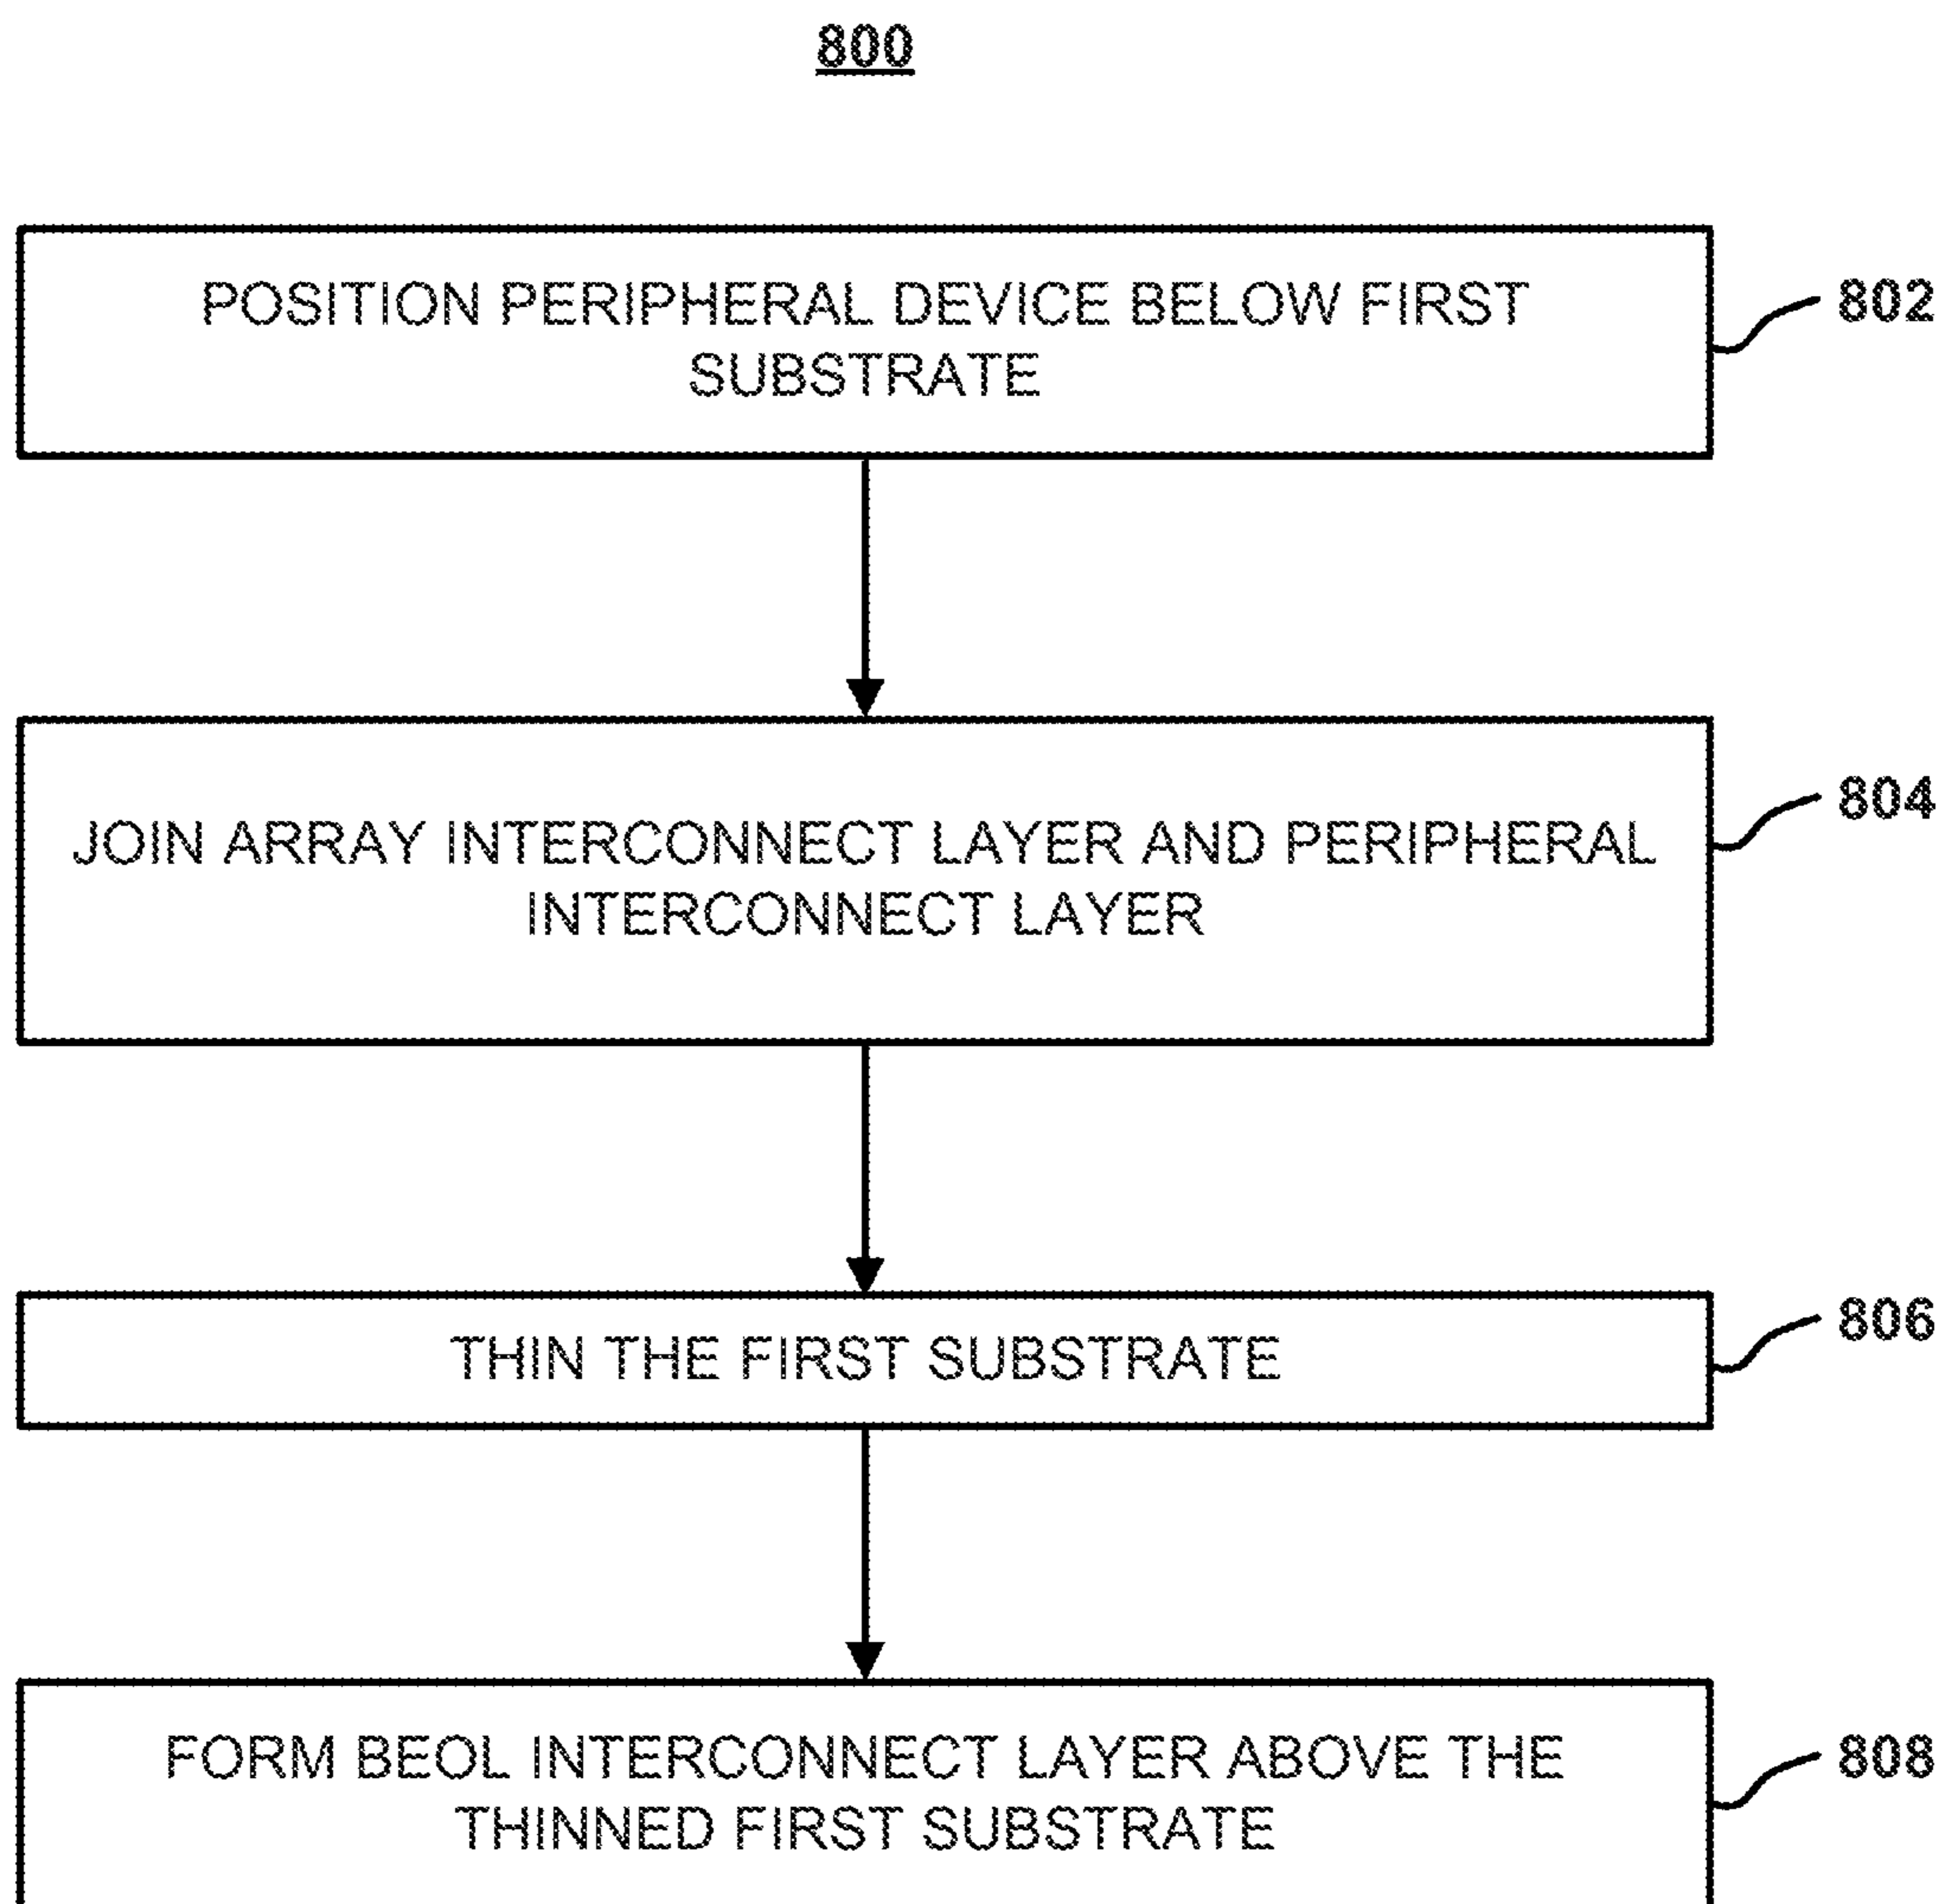 800
POSITION PERIPHERAL DEVICE BELOW FIRST
SUBSTRATE
802
JOIN ARRAY INTERCONNECT LAYER AND PERIPHERAL
INTERCONNECT LAYER
804
THIN THE FIRST SUBSTRATE
806
FORM BEOL INTERCONNECT LAYER ABOVE THE
THINNED FIRST SUBSTRATE
808